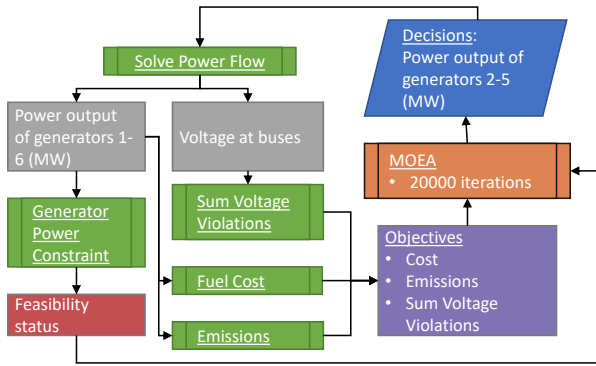 Solve Power Flow
Decisions:
Power output of
generators 2-5
(MW)
Power output
of generators 1-
6 (MW)
Voltage at buses
MOEA
• 20000 iterations
Generator
Power
Constraint
Sum Voltage
Violations
Objectives
• Cost
• Emissions
• Sum Voltage
Violations
Fuel Cost
Feasibility
status
Emissions